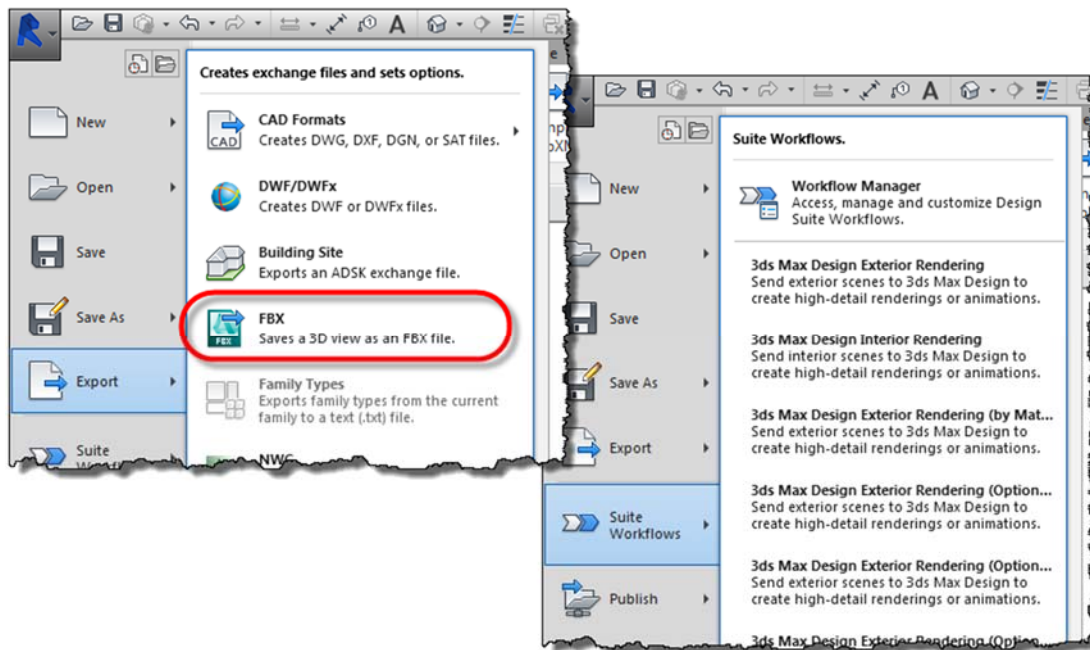 Creates exchange files and sets options.
New
CAD Formats
Creates DWG, DXF, DGN, or SAT files.
CAD
Open
DWF/DWFx
Creates DWF or DWFx files.
Save
Building Site
Exports an ADSK exchange file.
Save As
FBX
Saves a 3D view as an FBX file.
FBX
Export
Family Types
Exports family types from the current
family to a text (.txt) file.
Suite
NWC
Suite Workflows.
New
Workflow Manager
Access, manage and customize Design
Suite Workflows.
Open
3ds Max Design Exterior Rendering
Send exterior scenes to 3ds Max Design to
create high-detail renderings or animations.
Save
3ds Max Design Interior Rendering
Send interior scenes to 3ds Max Design to
create high-detail renderings or animations.
Save As
3ds Max Design Exterior Rendering (by Mat...
Send exterior scenes to 3ds Max Design to
create high-detail renderings or animations.
Export
3ds Max Design Exterior Rendering (Option...
Send exterior scenes to 3ds Max Design to
create high-detail renderings or animations.
Suite
Workflows
3ds Max Design Exterior Rendering (Option...
Send exterior scenes to 3ds Max Design to
create high-detail renderings or animations.
Publish
3ds Max Design Exterior Rendering (Option